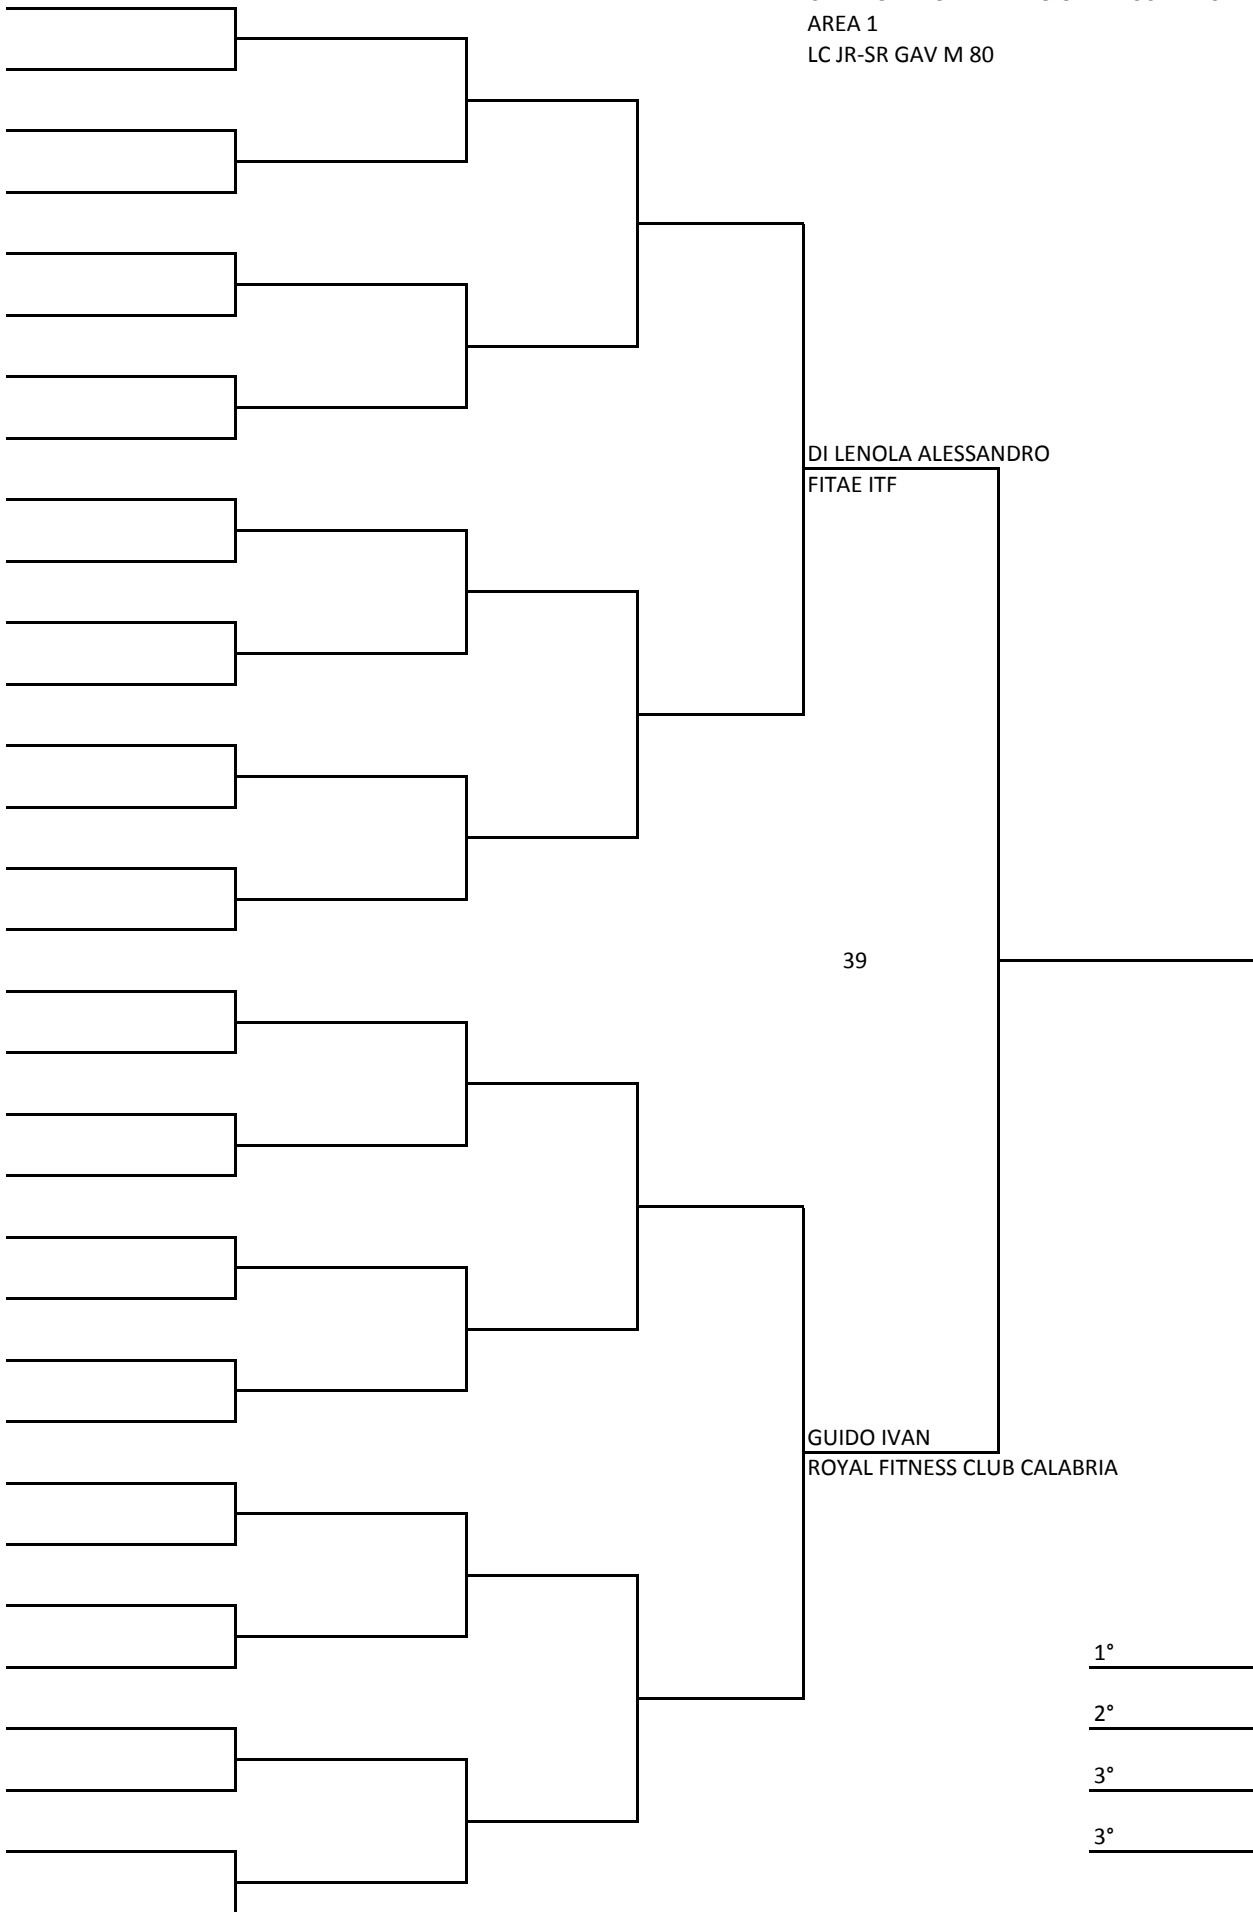 AREA 1
LC JR-SR GAV M 80
DI LENOLA ALESSANDRO
FITAE ITF
39
GUIDO IVAN
ROYAL FITNESS CLUB CALABRIA
1°
2°
3°
3°